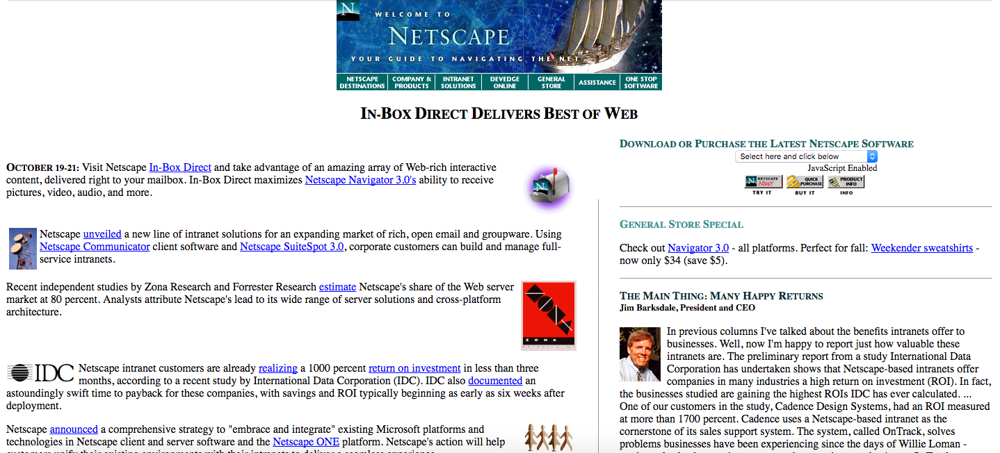 N
WELCOME TO
NETSCAPE
YOUR GUIDE TO NAVIGATING THE NET
NETSCAPE DESTINATIONS
COMPANY & PRODUCTS
INTRANET SOLUTIONS
DEVEDGE ONLINE
GENERAL STORE
ASSISTANCE
ONE STOP SOFTWARE
IN-BOX DIRECT DELIVERS BEST OF WEB
OCTOBER 19-21: Visit Netscape In-Box Direct and take advantage of an amazing array of Web-rich interactive
content, delivered right to your mailbox. In-Box Direct maximizes Netscape Navigator 3.0's ability to receive
pictures, video, audio, and more.
N
Netscape unveiled a new line of intranet solutions for an expanding market of rich, open email and groupware. Using
Netscape Communicator client software and Netscape SuiteSpot 3.0, corporate customers can build and manage full-
service intranets.
Recent independent studies by Zona Research and Forrester Research estimate Netscape's share of the Web server
market at 80 percent. Analysts attribute Netscape's lead to its wide range of server solutions and cross-platform
architecture.
ZONA
IDC
Netscape intranet customers are already realizing a 1000 percent return on investment in less than three
months, according to a recent study by International Data Corporation (IDC). IDC also documented an
astoundingly swift time to payback for these companies, with savings and ROI typically beginning as early as six weeks after
deployment.
Netscape announced a comprehensive strategy to "embrace and integrate" existing Microsoft platforms and
technologies in Netscape client and server software and the Netscape ONE platform. Netscape's action will help
DOWNLOAD OR PURCHASE THE LATEST NETSCAPE SOFTWARE
Select here and click below
JavaScript Enabled
N NETSCAPE Now!
TRY IT
QUICK PURCHASE
BUY IT
PRODUCT INFO
INFO
GENERAL STORE SPECIAL
Check out Navigator 3.0 - all platforms. Perfect for fall: Weekender sweatshirts -
now only $34 (save $5).
THE MAIN THING: MANY HAPPY RETURNS
Jim Barksdale, President and CEO
In previous columns I've talked about the benefits intranets offer to
businesses. Well, now I'm happy to report just how valuable these
intranets are. The preliminary report from a study International Data
Corporation has undertaken shows that Netscape-based intranets offer
companies in many industries a high return on investment (ROI). In fact,
the businesses studied are gaining the highest ROIs IDC has ever calculated. ...
One of our customers in the study, Cadence Design Systems, had an ROI measured
at more than 1700 percent. Cadence uses a Netscape-based intranet as the
cornerstone of its sales support system. The system, called OnTrack, solves
problems businesses have been experiencing since the days of Willie Loman -